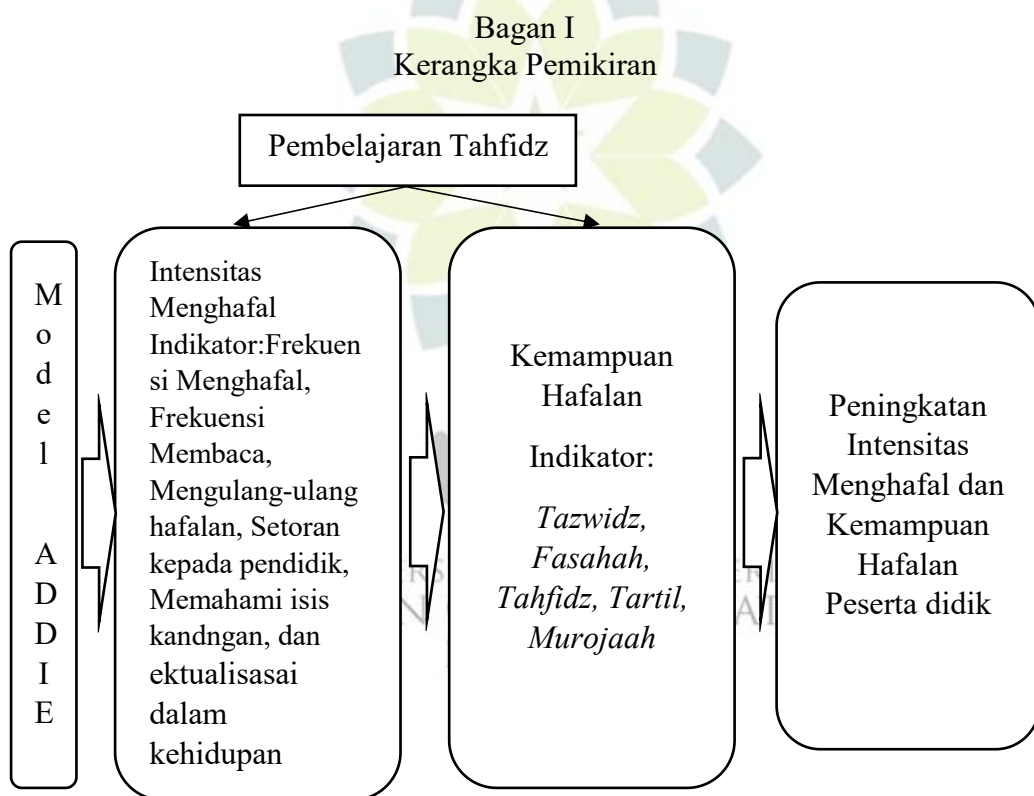 Bagan I
Kerangka Pemikiran
Pembelajaran Tahfidz
M
o
d
e
l
A
D
D
I
E
Intensitas
Menghafal
Indikator:Frekuen
si Menghafal,
Frekuensi
Membaca,
Mengulang-ulang
hafalan, Setoran
kepada pendidik,
Memahami isis
kandngan, dan
ektualisasai
dalam
kehidupan
Kemampuan
Hafalan
Indikator:
Tazwidz,
Fasahah,
Tahfidz, Tartil,
Murojaah
Peningkatan
Intensitas
Menghafal dan
Kemampuan
Hafalan
Peserta didik